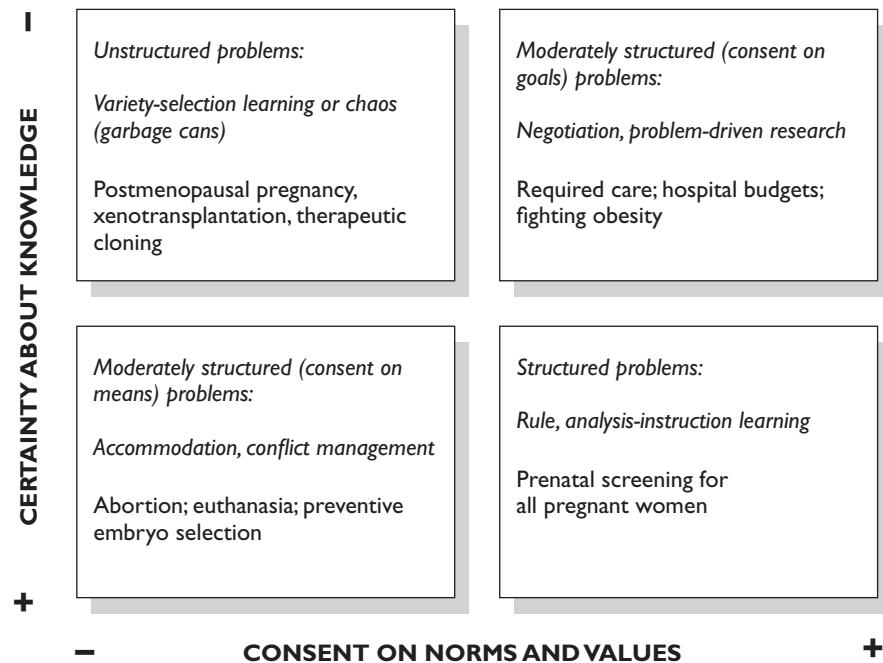 –
CERTAINTY ABOUT KNOWLEDGE
+
Unstructured problems:
Variety-selection learning or chaos
(garbage cans)
Postmenopausal pregnancy,
xenotransplantation, therapeutic
cloning
Moderately structured (consent on
goals) problems:
Negotiation, problem-driven research
Required care; hospital budgets;
fighting obesity
Moderately structured (consent on
means) problems:
Accommodation, conflict management
Abortion; euthanasia; preventive
embryo selection
Structured problems:
Rule, analysis-instruction learning
Prenatal screening for
all pregnant women
–
CONSENT ON NORMS AND VALUES
+